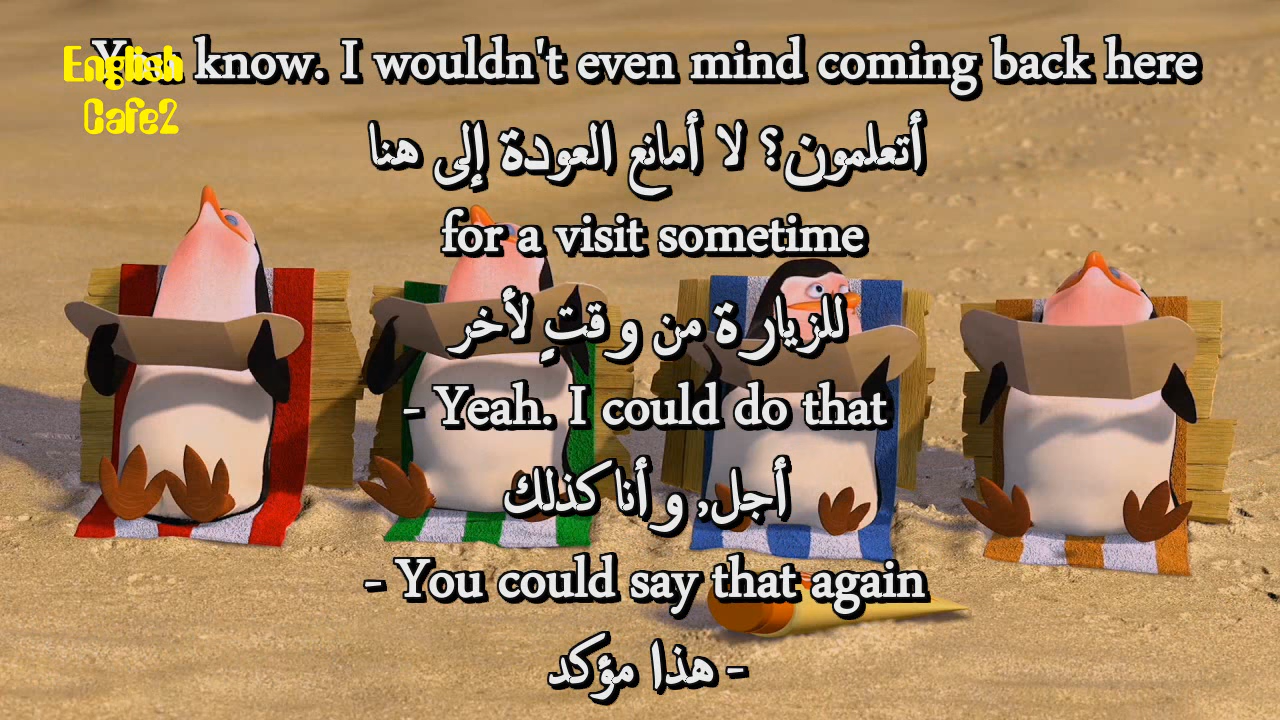 English
Cafe2
You know. I wouldn't even mind coming back here
أتعلمون؟ لا أمانع العودة إلى هنا
for a visit sometime
للزيارة من وقتٍ لأخر
- Yeah. I could do that
أجل, و أنا كذلك
- You could say that again
- هذا مؤكد